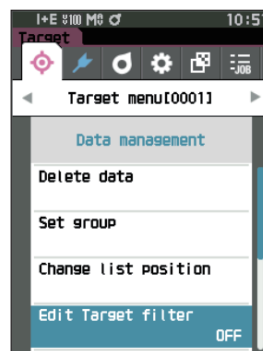 I+E 10:5
Target
-JOB
Target menu[0001]
Data management
Delete data
Set group
Change list position
Edit Target filter
OFF